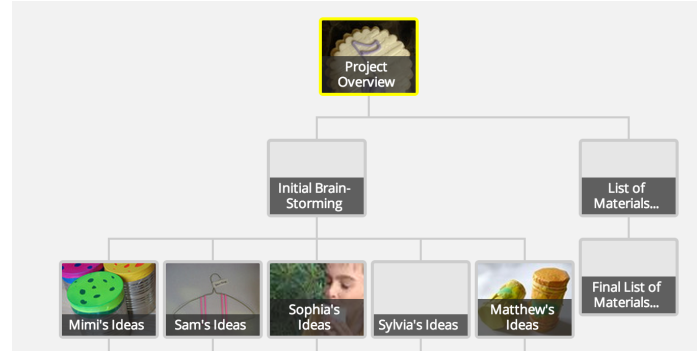 Project
Overview
Initial Brain-
Storming
List of
Materials...
Mimi's Ideas
Sam's Ideas
Sophia's
Ideas
Sylvia's Ideas
Matthew's
Ideas
Final List of
Materials...